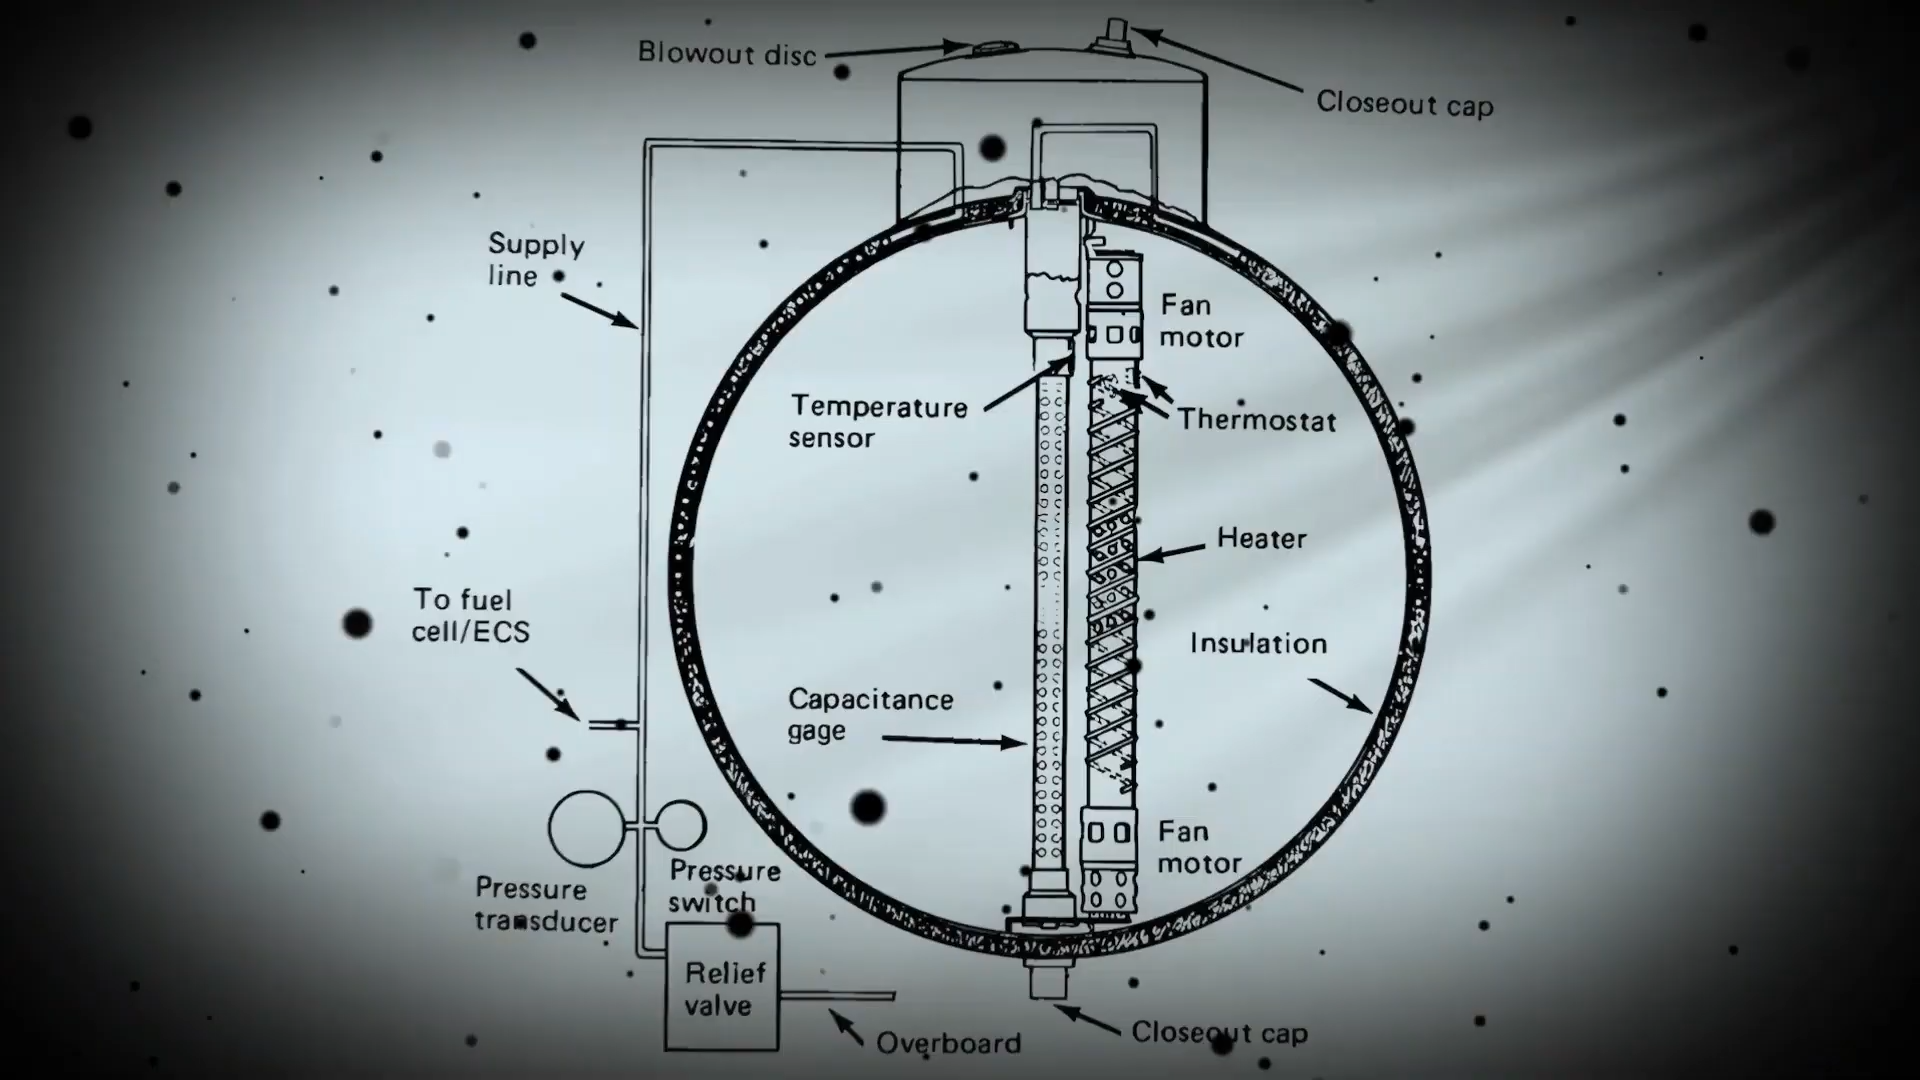 Blowout disc
Closeout cap
Supply
line
Fan
motor
Temperature
sensor
Thermostat
Heater
To fuel
cell/ECS
Insulation
Capacitance
gage
Fan
motor
Pressure
switch
Pressure
transducer
Relief
valve
Overboard
Closeout cap